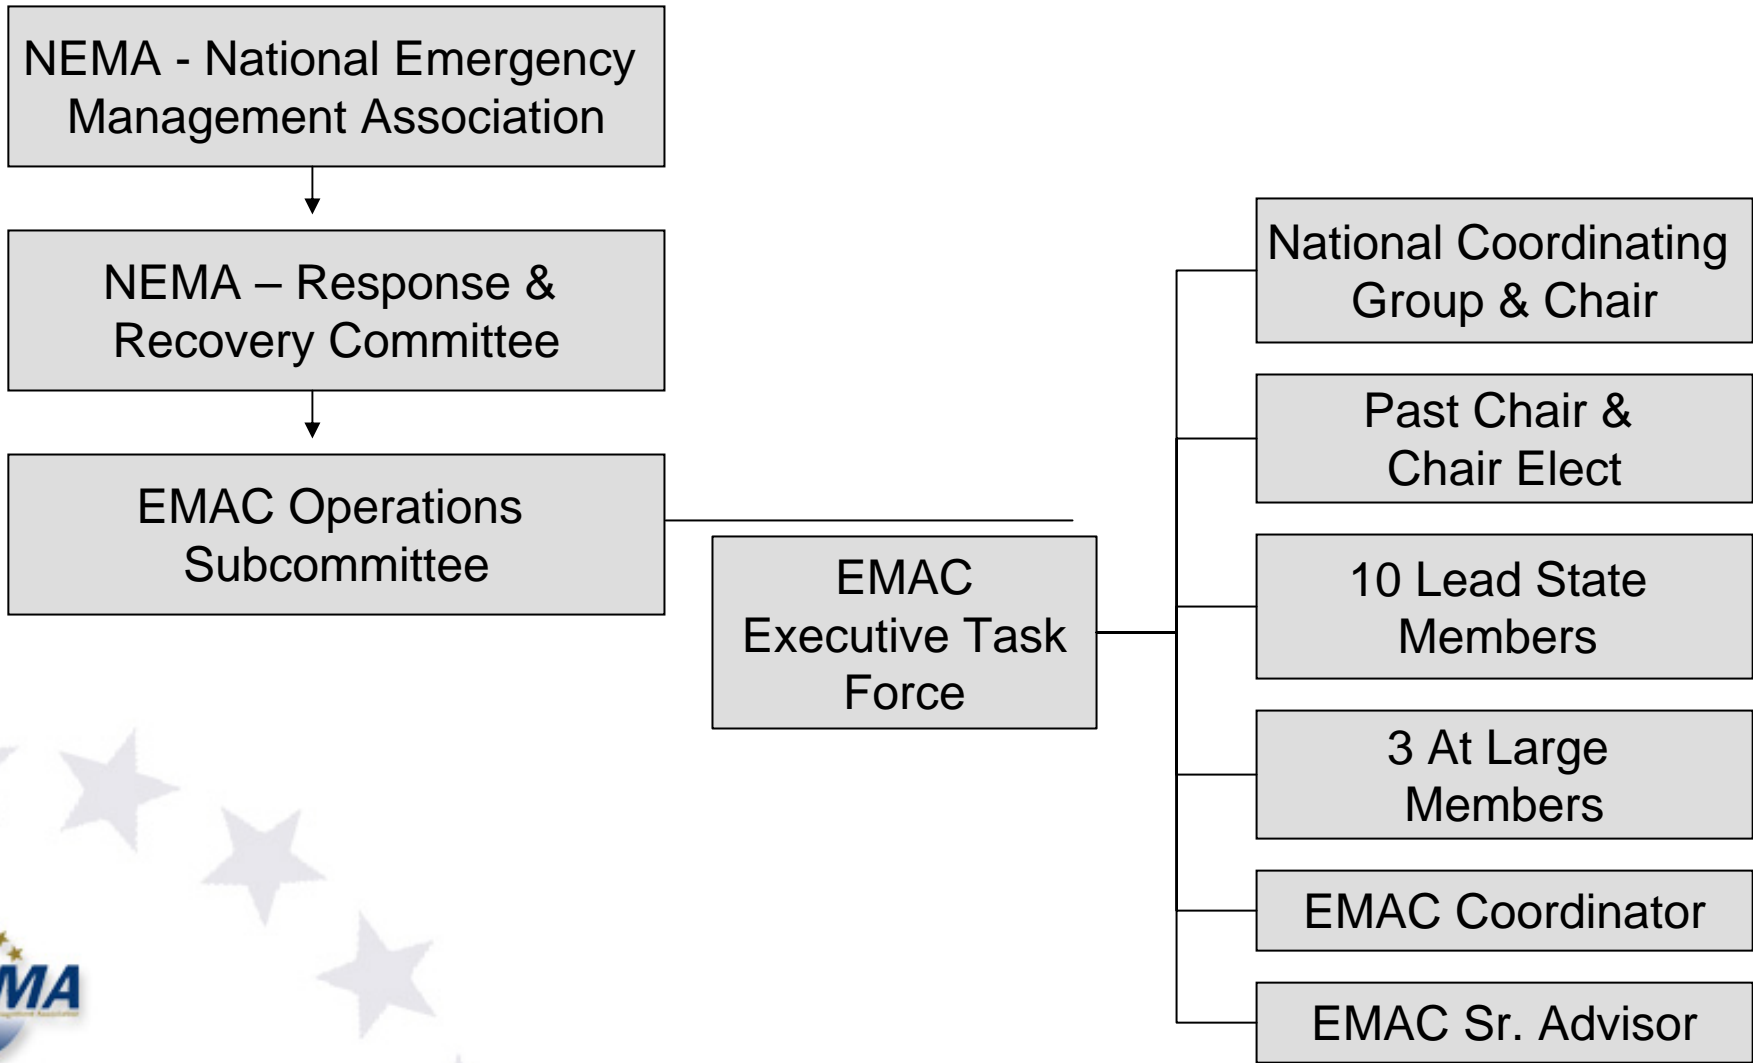 NEMA - National Emergency
Management Association
NEMA – Response &
Recovery Committee
EMAC Operations
Subcommittee
EMAC
Executive Task
Force
National Coordinating
Group & Chair
Past Chair &
Chair Elect
10 Lead State
Members
3 At Large
Members
EMAC Coordinator
EMAC Sr. Advisor
MA